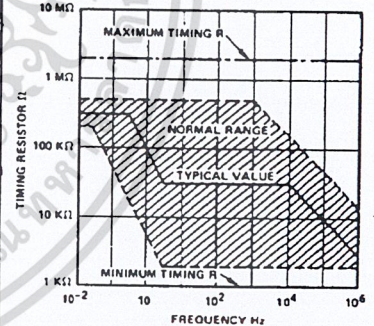 10 MΩ
MAXIMUM TIMING R
1 MΩ
NORMAL RANGE
100 KΩ
TYPICAL VALUE
10 KΩ
MINIMUM TIMING R
1 KΩ
10⁻² 10 10² 10⁴ 10⁶
FREQUENCY Hz
TIMING RESISTOR Ω